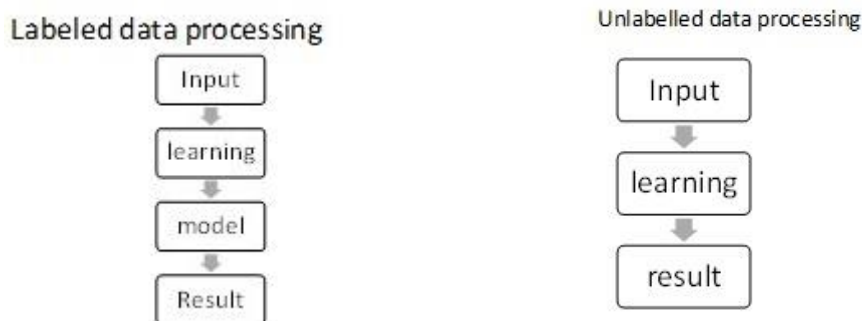 Labeled data processing
Input
learning
model
Result
Unlabelled data processing
Input
learning
result